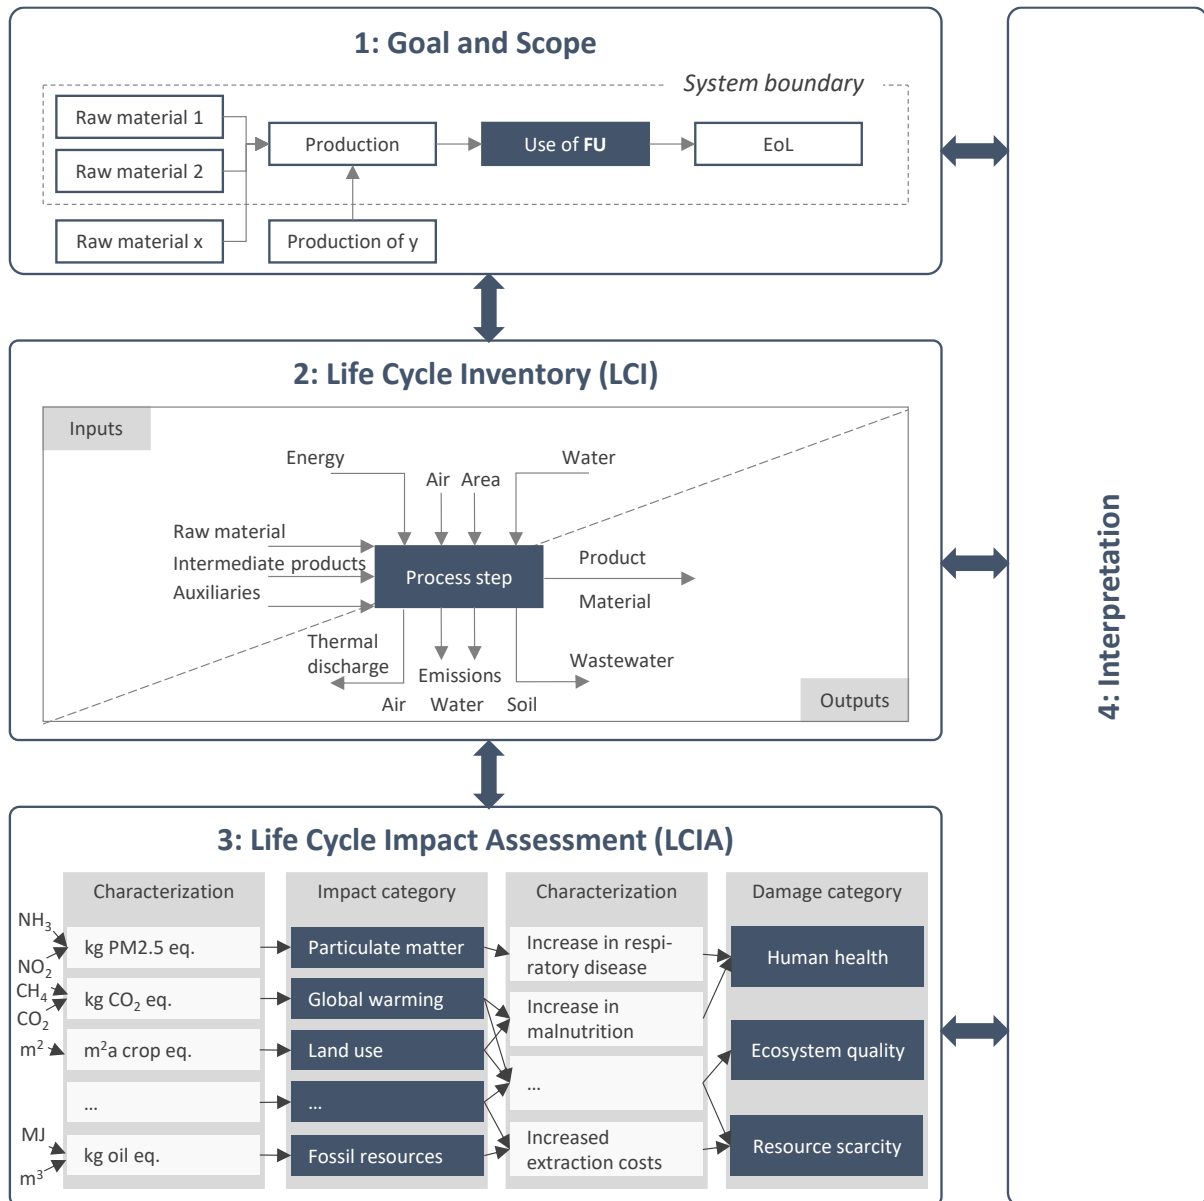 1: Goal and Scope
System boundary
Raw material 1
Raw material 2
Production
Use of FU
EoL
Raw material x
Production of y
2: Life Cycle Inventory (LCI)
Inputs
Energy
Air
Area
Water
Raw material
Intermediate products
Auxiliaries
Process step
Product
Material
Thermal
discharge
Emissions
Air
Water
Soil
Wastewater
Outputs
3: Life Cycle Impact Assessment (LCIA)
Characterization
Impact category
Characterization
Damage category
NH₃
NO₂
kg PM2.5 eq.
Particulate matter
Increase in respi-
ratory disease
Human health
CH₄
CO₂
kg CO₂ eq.
Global warming
Increase in
malnutrition
m²
m²a crop eq.
Land use
...
Ecosystem quality
...
...
MJ
m³
kg oil eq.
Fossil resources
Increased
extraction costs
Resource scarcity
4: Interpretation